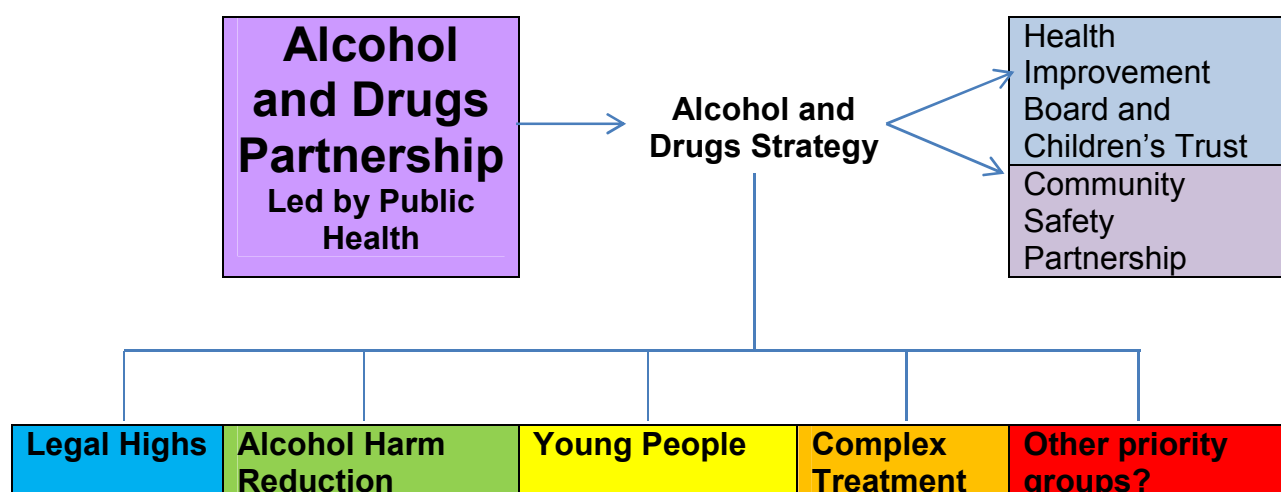 Alcohol
and Drugs
Partnership
Led by Public
Health
Alcohol and
Drugs Strategy
Health
Improvement
Board and
Children's Trust
Community
Safety
Partnership
Legal Highs
Alcohol Harm
Reduction
Young People
Complex
Treatment
Other priority
groups?